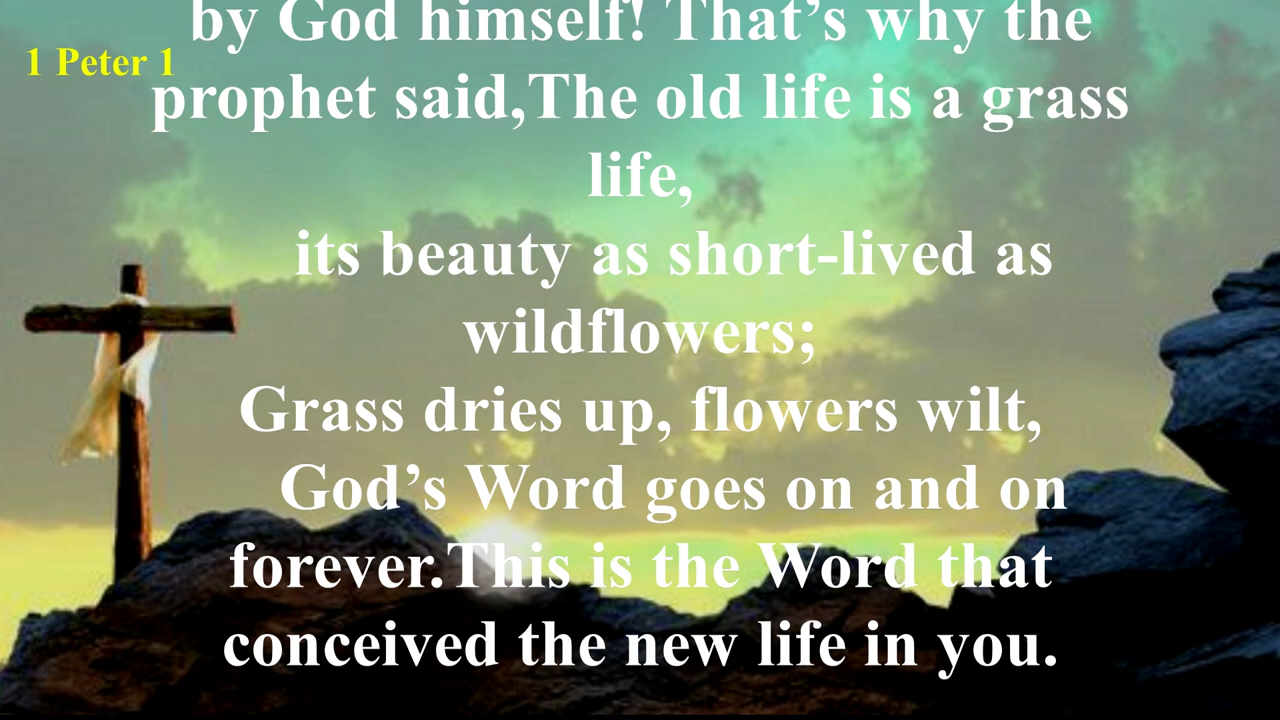 by God himself! That’s why the
1 Peter 1
prophet said,The old life is a grass
life,
its beauty as short-lived as
wildflowers;
Grass dries up, flowers wilt,
God’s Word goes on and on
forever.This is the Word that
conceived the new life in you.